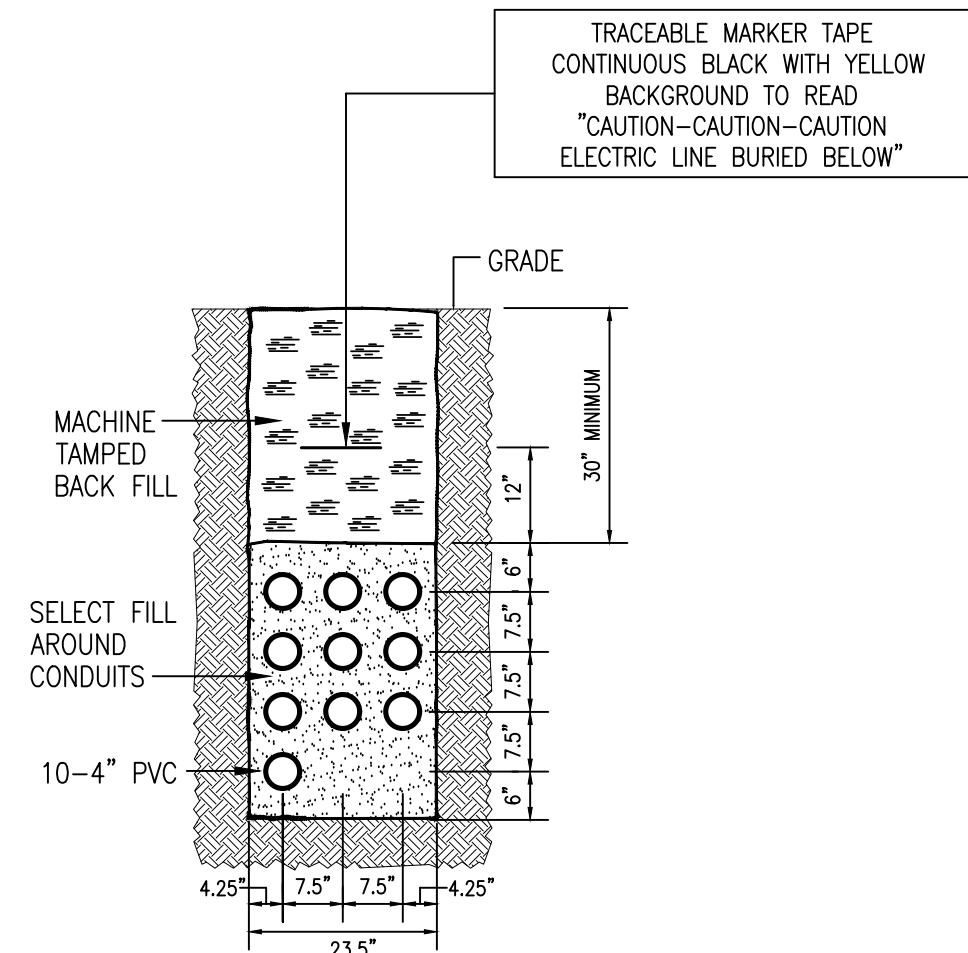 TRACEABLE MARKER TAPE
CONTINUOUS BLACK WITH YELLOW
BACKGROUND TO READ
"CAUTION-CAUTION-CAUTION
ELECTRIC LINE BURIED BELOW"
GRADE
MACHINE
TAMPED
BACK FILL
30" MINIMUM
12"
6"
7.5"
7.5"
7.5"
6"
SELECT FILL
AROUND
CONDUITS
10-4" PVC
4.25" 7.5" 7.5" 4.25"
23.5"